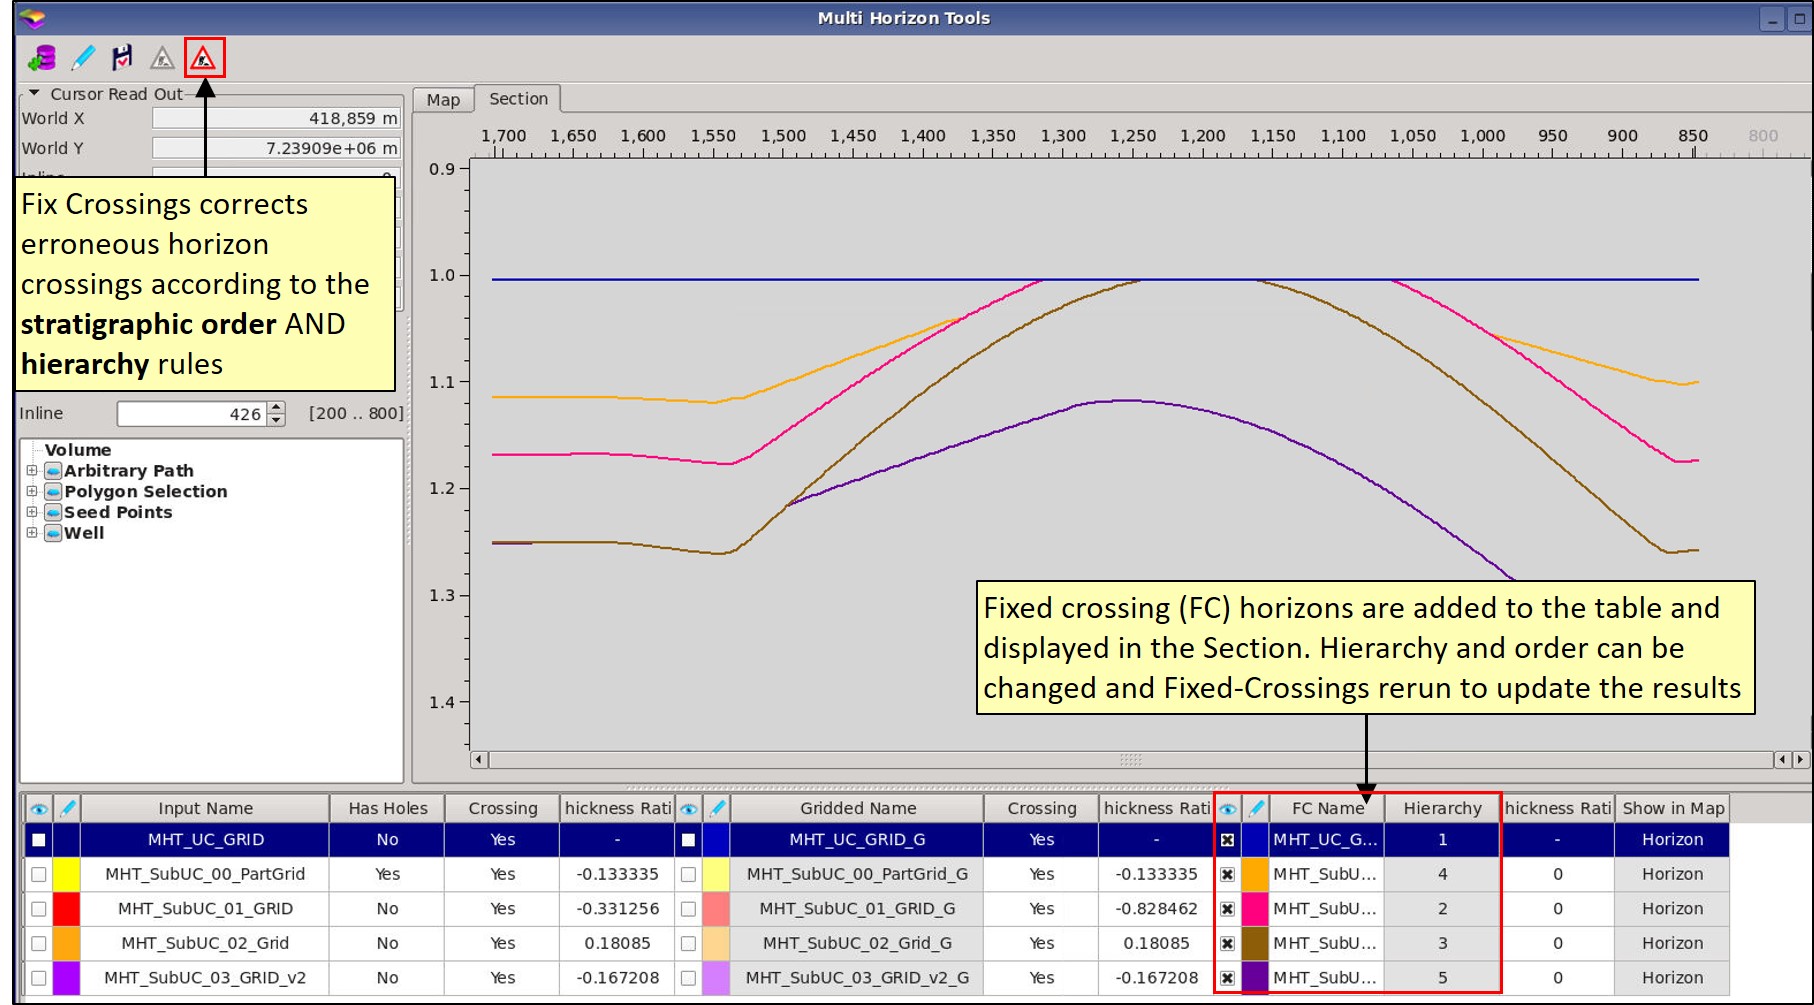 Multi Horizon Tools
Cursor Read Out
World X 418,859 m
World Y 7.23909e+06 m
Fix Crossings corrects
erroneous horizon
crossings according to the
stratigraphic order AND
hierarchy rules
Inline 426 [200 .. 800]
Volume
Arbitrary Path
Polygon Selection
Seed Points
Well
Map Section
1,700 1,650 1,600 1,550 1,500 1,450 1,400 1,350 1,300 1,250 1,200 1,150 1,100 1,050 1,000 950 900 850 800
0.9
1.0
1.1
1.2
1.3
1.4
Fixed crossing (FC) horizons are added to the table and
displayed in the Section. Hierarchy and order can be
changed and Fixed-Crossings rerun to update the results
Input Name Has Holes Crossing hickness Rati Gridded Name Crossing hickness Rati FC Name Hierarchy hickness Rati Show in Map
MHT_UC_GRID No Yes - MHT_UC_GRID_G Yes - MHT_UC_G... 1 - Horizon
MHT_SubUC_00_PartGrid Yes Yes -0.133335 MHT_SubUC_00_PartGrid_G Yes -0.133335 MHT_SubU... 4 0 Horizon
MHT_SubUC_01_GRID No Yes -0.331256 MHT_SubUC_01_GRID_G Yes -0.828462 MHT_SubU... 2 0 Horizon
MHT_SubUC_02_Grid No Yes 0.18085 MHT_SubUC_02_Grid_G Yes 0.18085 MHT_SubU... 3 0 Horizon
MHT_SubUC_03_GRID_v2 No Yes -0.167208 MHT_SubUC_03_GRID_v2_G Yes -0.167208 MHT_SubU... 5 0 Horizon